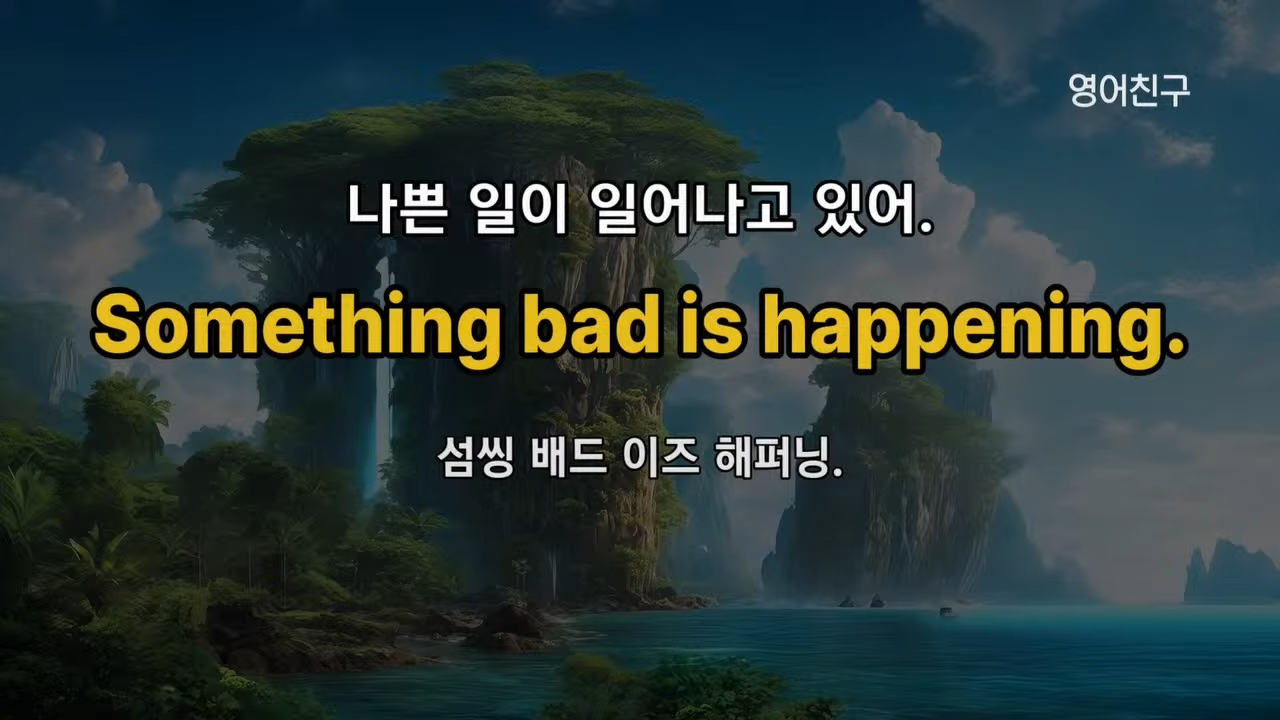 영어친구
나쁜 일이 일어나고 있어.
Something bad is happening.
섬씽 배드 이즈 해퍼닝.